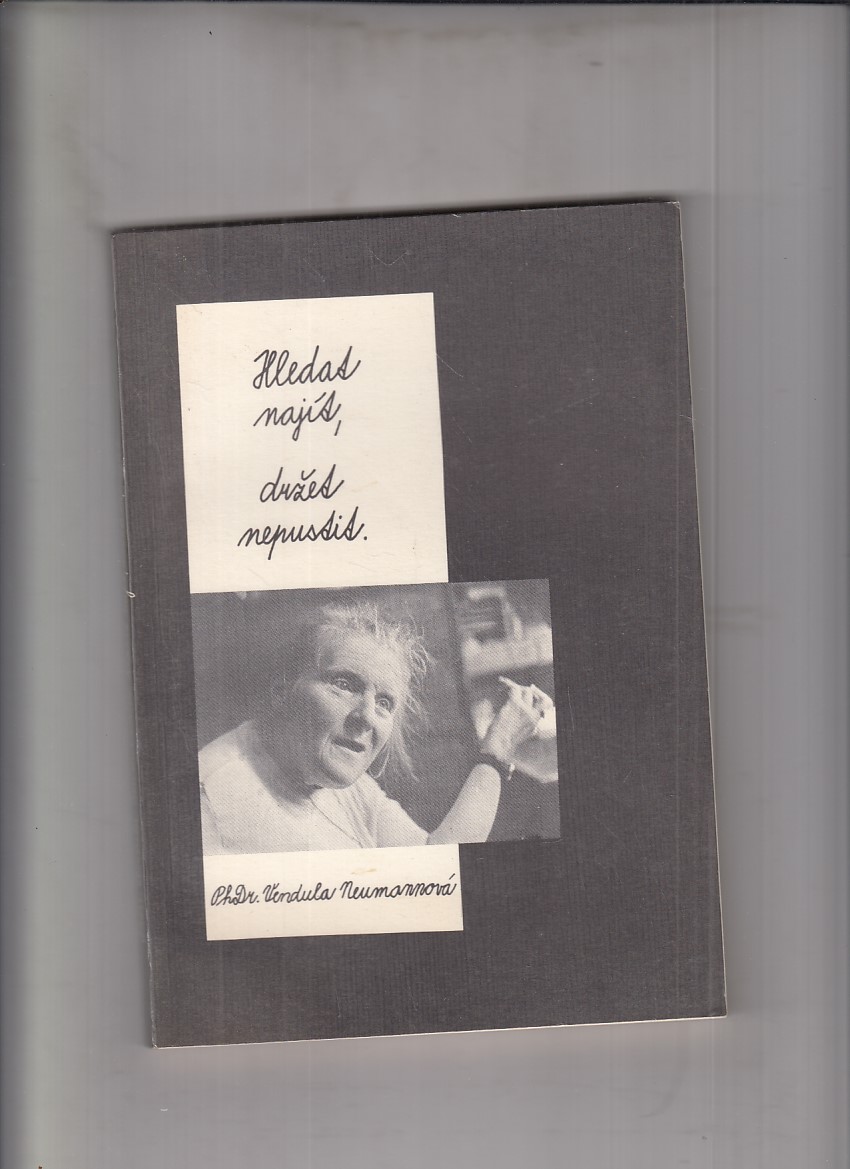 Hledat
najít,
držet
nepustit.
PhDr. Vendula Neumannová